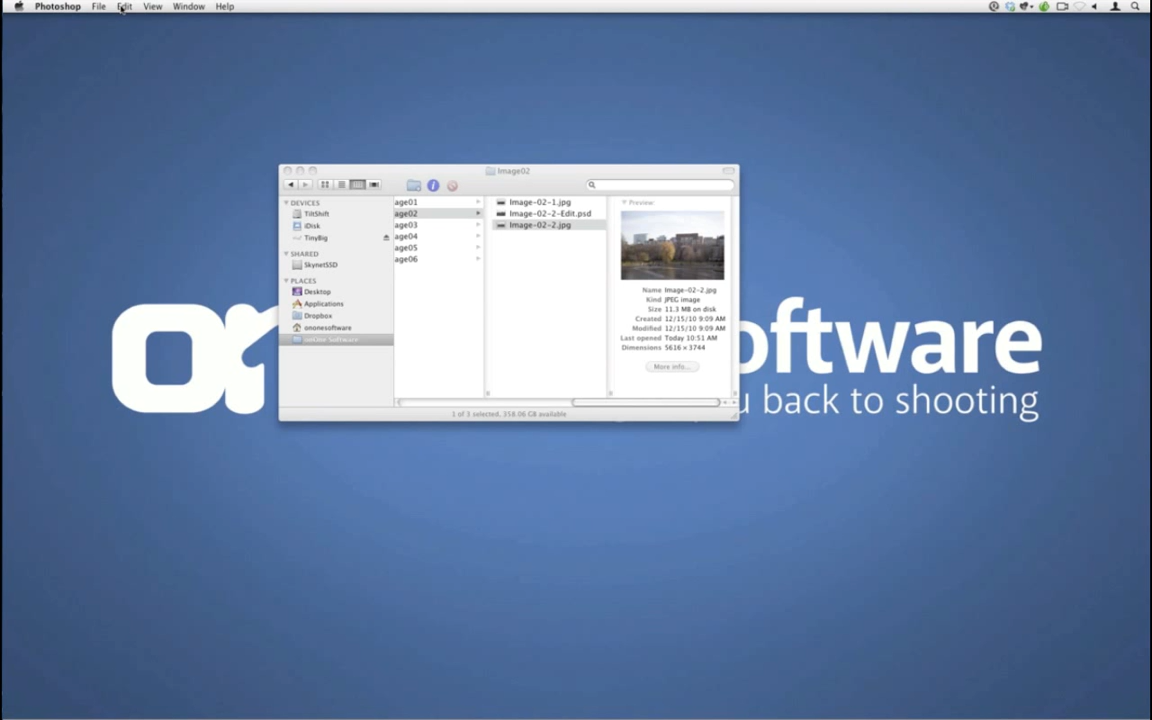 Photoshop File Edit View Window Help
Image02
DEVICES
TiltShift
iDisk
TinyBig
SHARED
SkynetSSD
PLACES
Desktop
Applications
Dropbox
ononesoftware
onOne Software
age01
age02
age03
age04
age05
age06
Image-02-1.jpg
Image-02-2-Edit.psd
Image-02-2.jpg
Preview:
Name Image-02-2.jpg
Kind JPEG image
Size 11.3 MB on disk
Created 12/15/10 9:09 AM
Modified 12/15/10 9:09 AM
Last opened Today 10:51 AM
Dimensions 5616 × 3744
More info...
1 of 3 selected, 358.06 GB available
on
oftware
u back to shooting